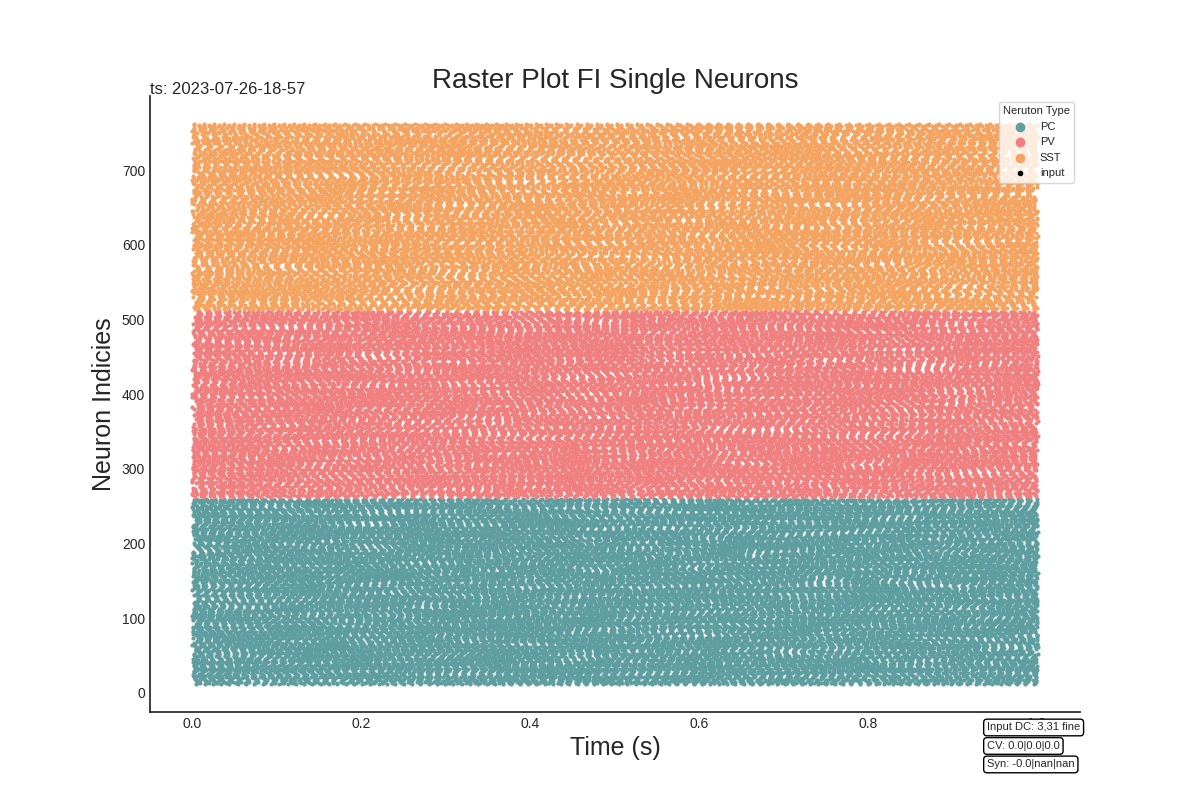 Raster Plot FI Single Neurons
ts: 2023-07-26-18-57
Neruton Type
PC
PV
SST
input
Neuron Indicies
700
600
500
400
300
200
100
0
0.0
0.2
0.4
0.6
0.8
Time (s)
Input DC: 3,31 fine
CV: 0.0|0.0|0.0
Syn: -0.0|nan|nan